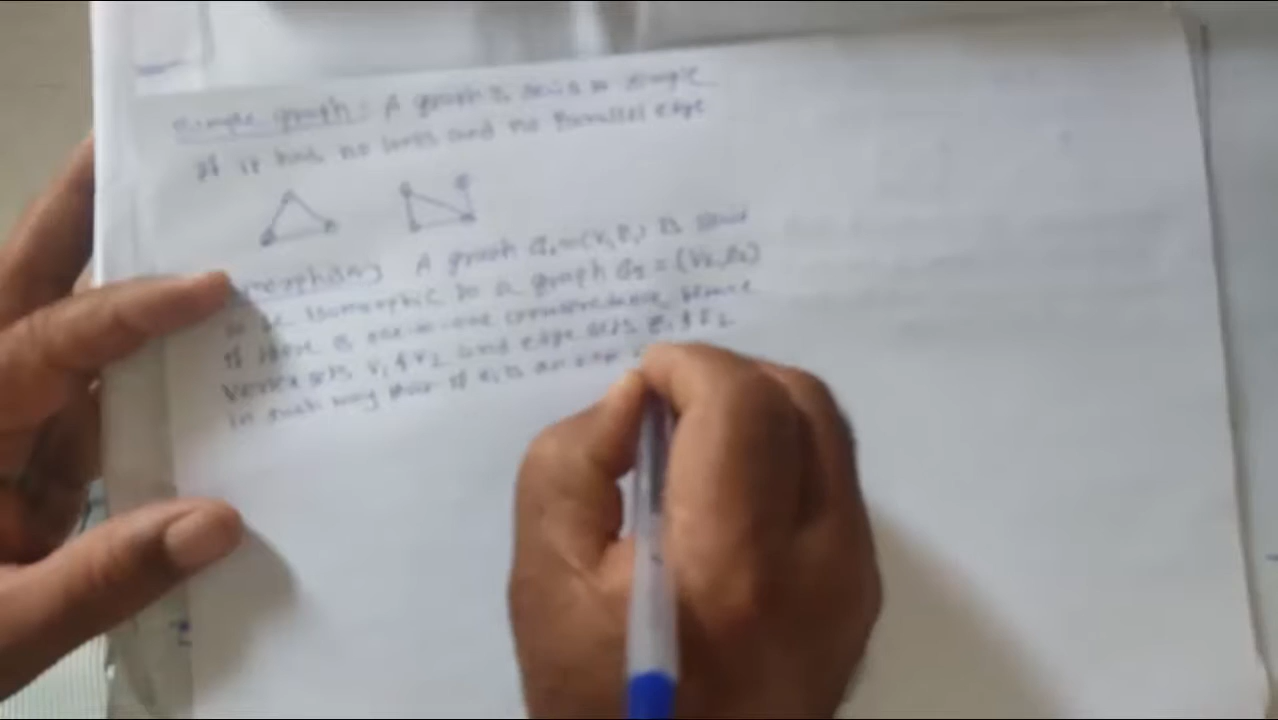 simple graph: A graph is said to simple
If it has no loops and no Parallel edge
morphism) A graph G1=(V1,E1) is said
to be Isomorphic to a graph G2=(V2,E2)
If there is one-to-one correspondence
Vertex sets V1 & V2 and edge sets E1 & E2
in such way that if e1 is an edge